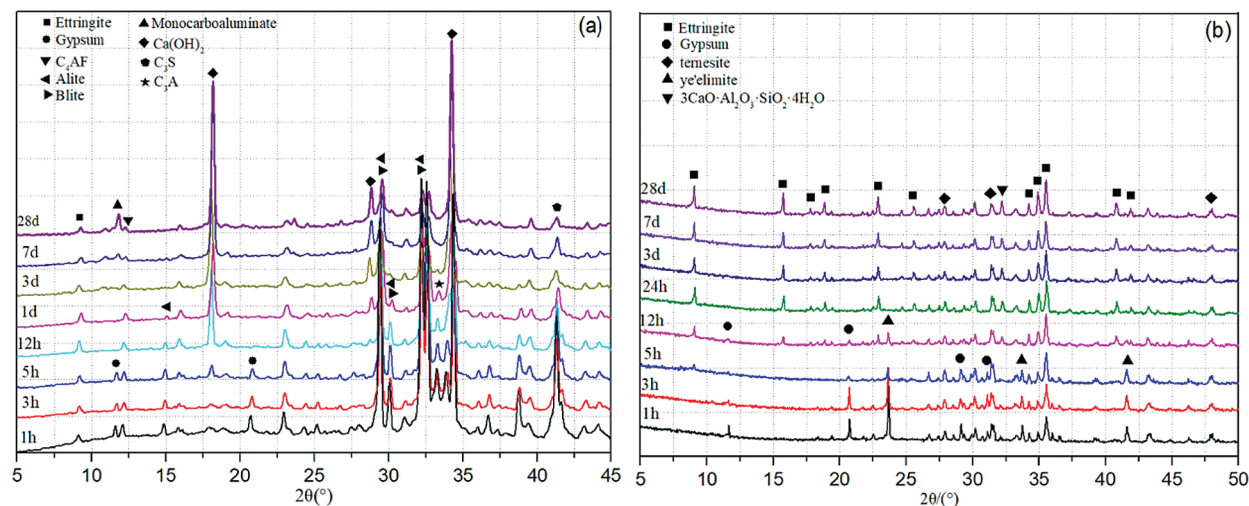 (a)
Ettringite
Monocarboaluminate
Gypsum
Ca(OH)2
C4AF
C3S
Alite
C3A
Blite
28d
7d
3d
1d
12h
5h
3h
1h
5 10 15 20 25 30 35 40 45
2θ(°)
(b)
Ettringite
Gypsum
ternesite
ye'elimite
3CaO·Al2O3·SiO2·4H2O
28d
7d
3d
24h
12h
5h
3h
1h
5 10 15 20 25 30 35 40 45 50
2θ/(°)